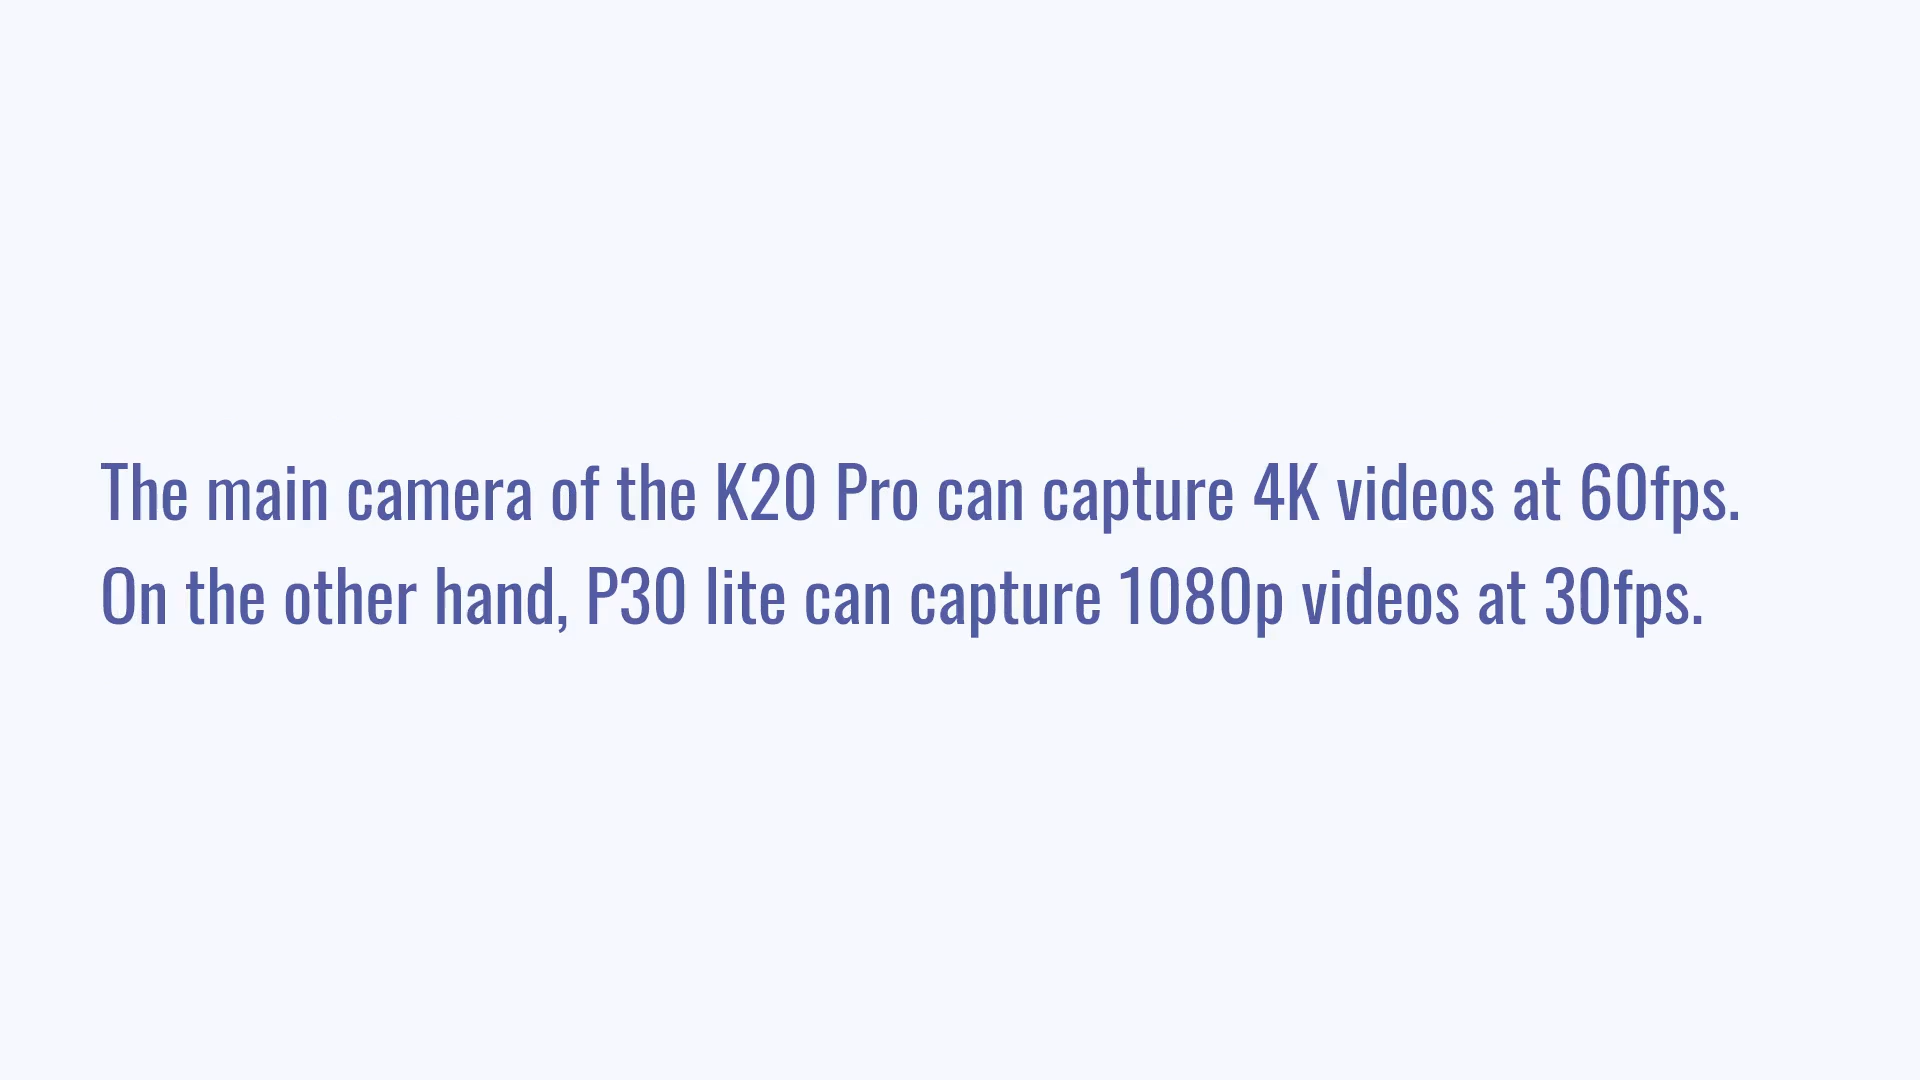 The main camera of the K20 Pro can capture 4K videos at 60fps.
On the other hand, P30 lite can capture 1080p videos at 30fps.